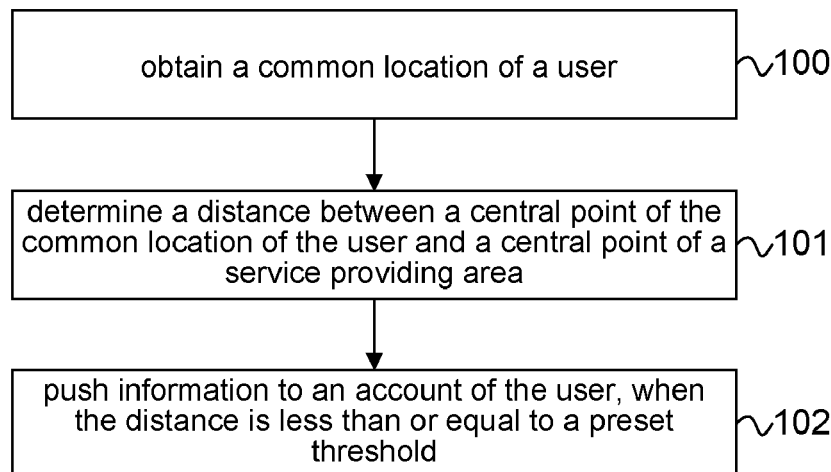 obtain a common location of a user
100
determine a distance between a central point of the
common location of the user and a central point of a
service providing area
101
push information to an account of the user, when
the distance is less than or equal to a preset
threshold
102